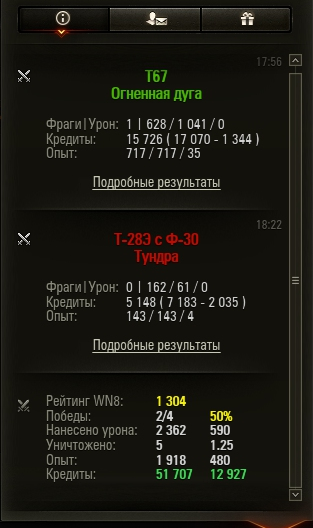 17:56
T67
Огненная дуга
Фраги|Урон: 1 | 628 / 1 041 / 0
Кредиты: 15 726 ( 17 070 - 1 344 )
Опыт: 717 / 717 / 35
Подробные результаты
18:22
Т-28Э с Ф-30
Тундра
Фраги|Урон: 0 | 162 / 61 / 0
Кредиты: 5 148 ( 7 183 - 2 035 )
Опыт: 143 / 143 / 4
Подробные результаты
Рейтинг WN8: 1 304
Победы: 2/4 50%
Нанесено урона: 2 362 590
Уничтожено: 5 1.25
Опыт: 1 918 480
Кредиты: 51 707 12 927